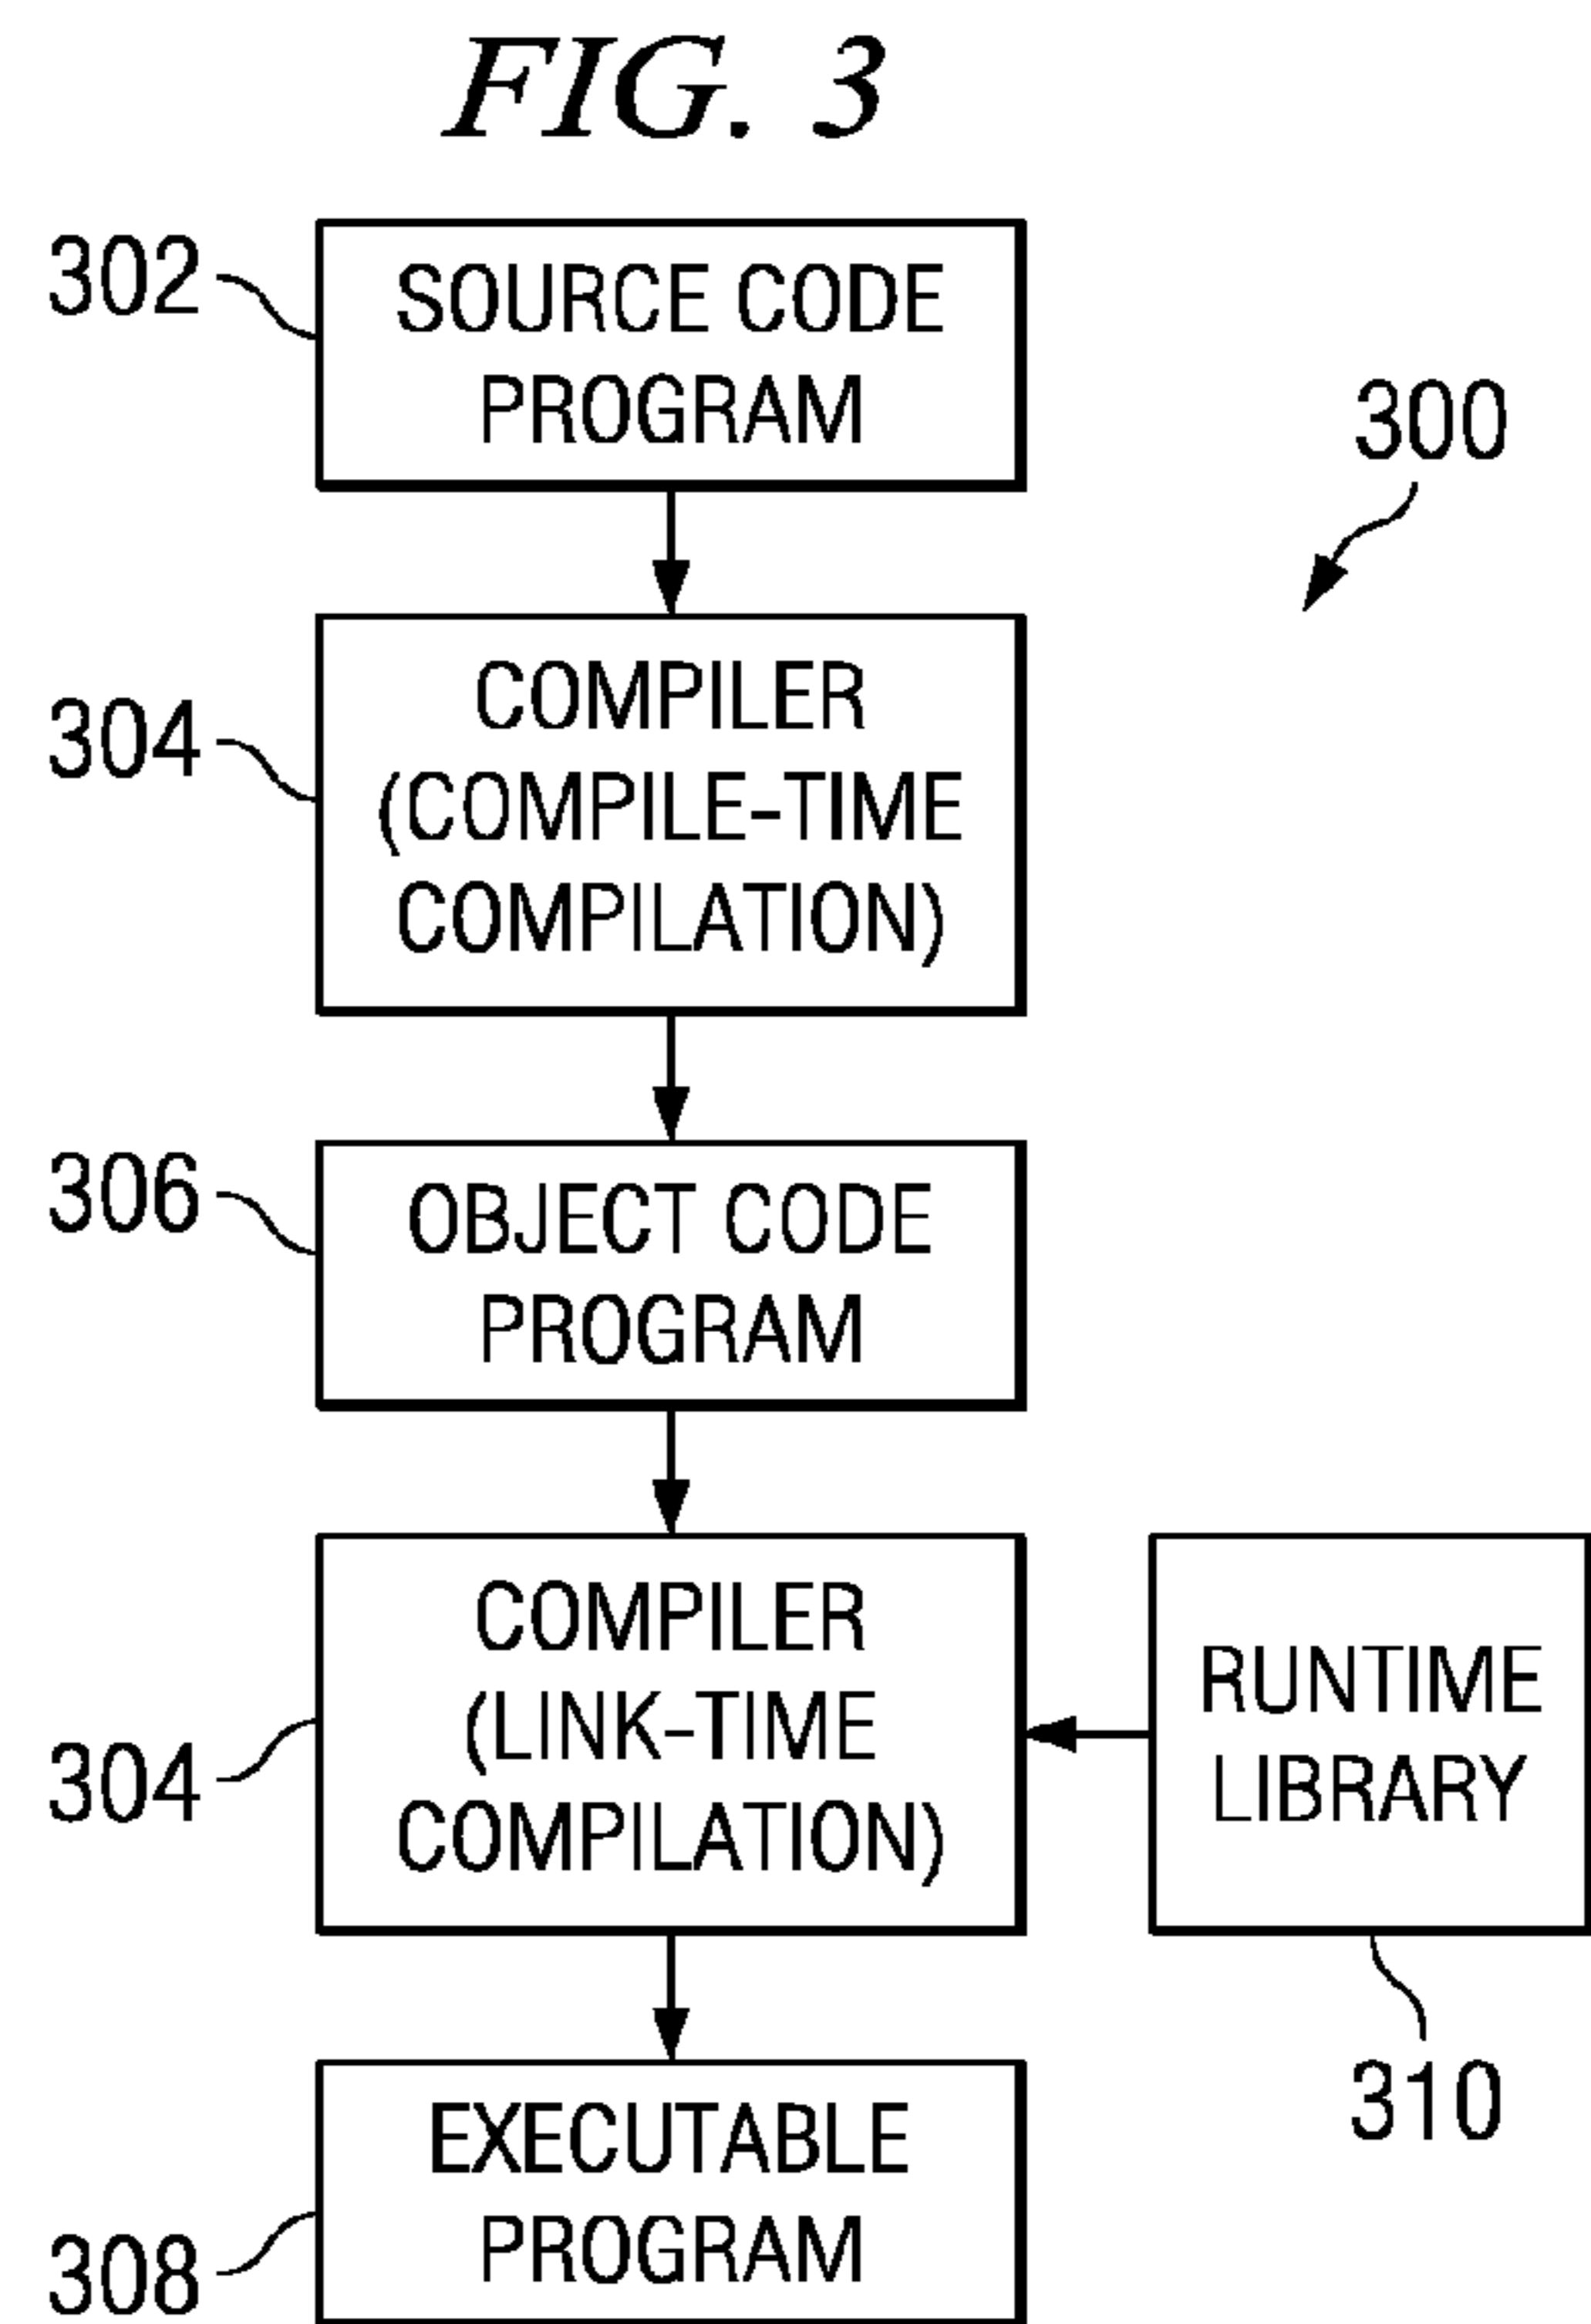 FIG. 3
302
SOURCE CODE
PROGRAM
300
304
COMPILER
(COMPILE-TIME
COMPILATION)
306
OBJECT CODE
PROGRAM
304
COMPILER
(LINK-TIME
COMPILATION)
RUNTIME
LIBRARY
310
308
EXECUTABLE
PROGRAM